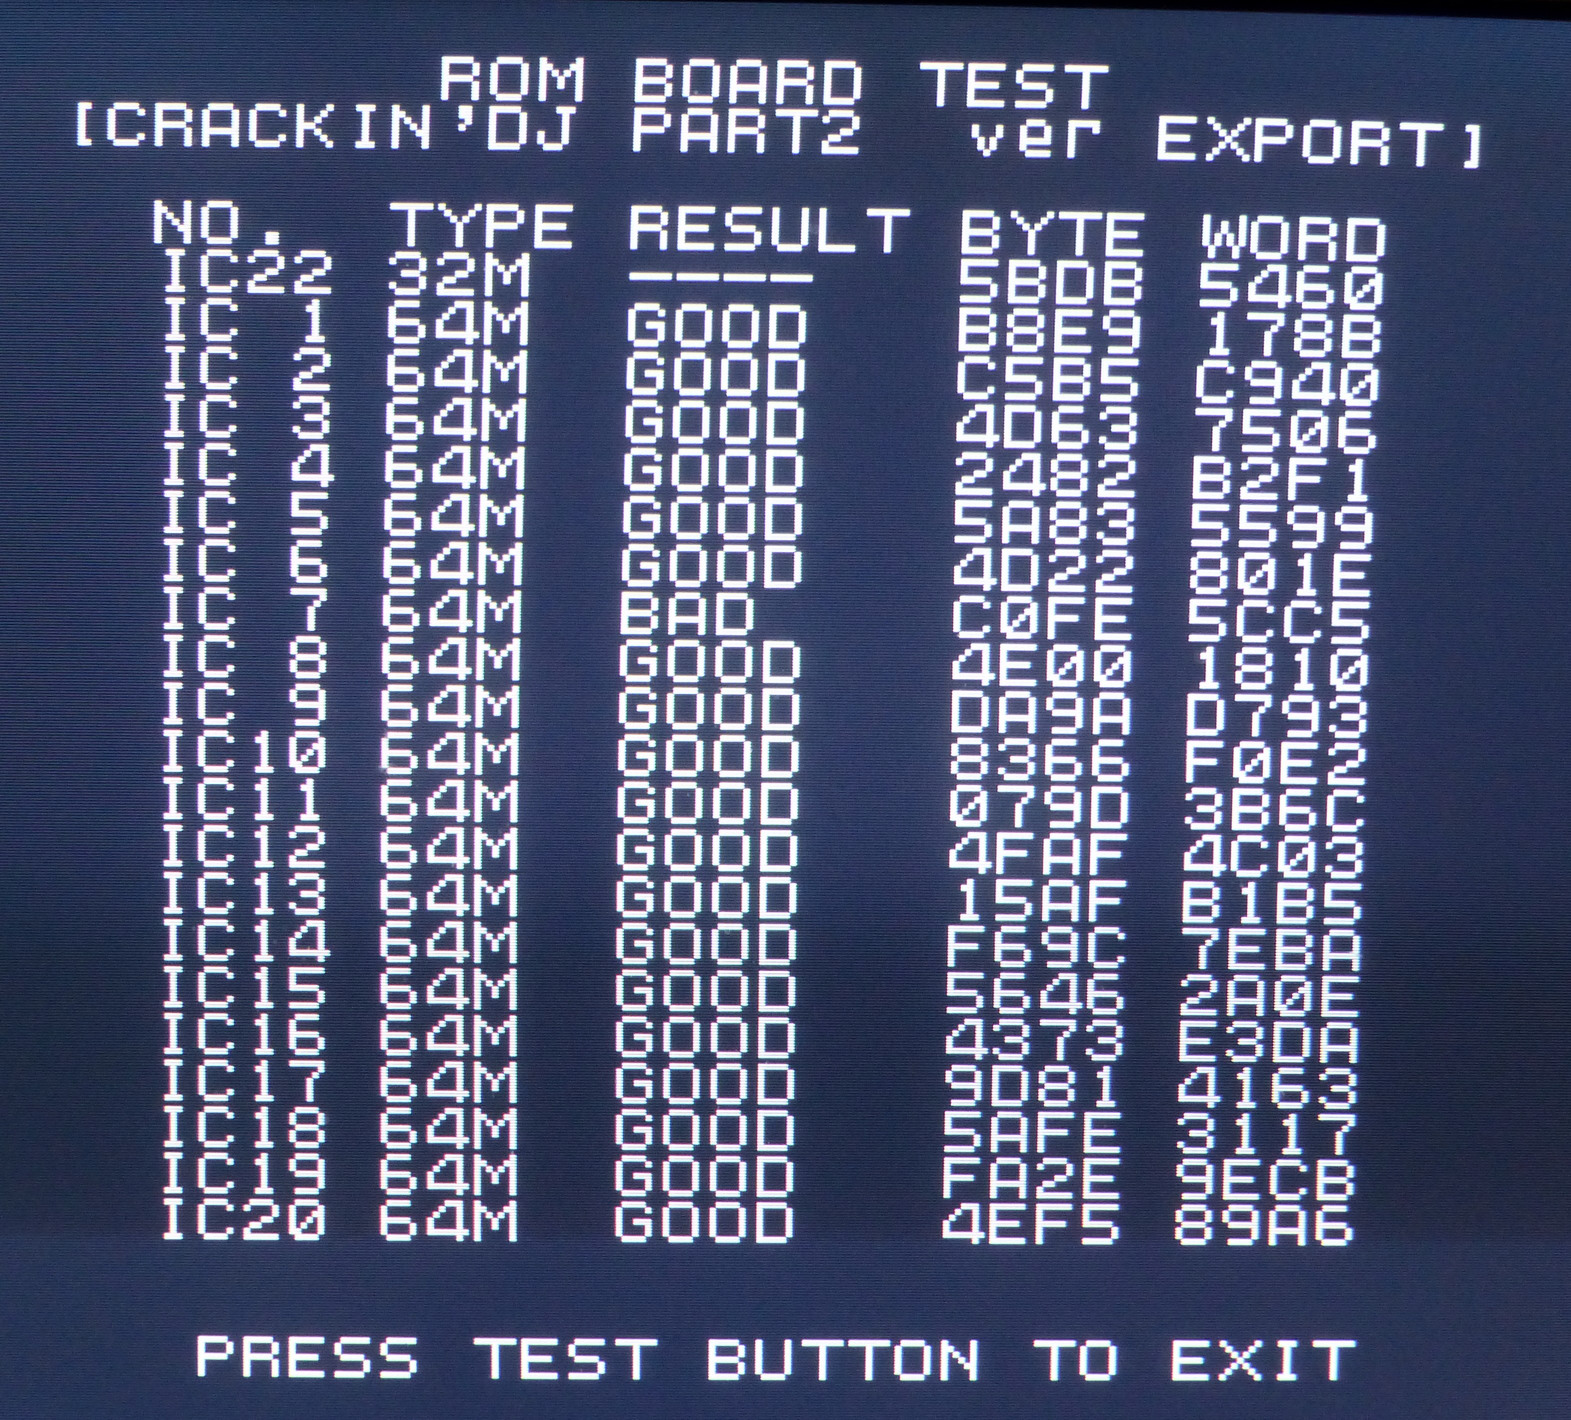 ROM BOARD TEST
[CRACKIN'DJ PART2 ver EXPORT]
NO. TYPE RESULT BYTE WORD
IC22 32M ---- 5BDB 5460
IC 1 64M GOOD B8E9 178B
IC 2 64M GOOD C5B5 C940
IC 3 64M GOOD 4D63 7506
IC 4 64M GOOD 2482 B2F1
IC 5 64M GOOD 5A83 5599
IC 6 64M GOOD 4D22 801E
IC 7 64M BAD C0FE 5CC5
IC 8 64M GOOD 4E00 1810
IC 9 64M GOOD DA9A D793
IC10 64M GOOD 8366 F0E2
IC11 64M GOOD 079D 3B6C
IC12 64M GOOD 4FAF 4C03
IC13 64M GOOD 15AF B1B5
IC14 64M GOOD F69C 7EBA
IC15 64M GOOD 5646 2A0E
IC16 64M GOOD 4373 E3DA
IC17 64M GOOD 9D81 4163
IC18 64M GOOD 5AFE 3117
IC19 64M GOOD FA2E 9ECB
IC20 64M GOOD 4EF5 89A6
PRESS TEST BUTTON TO EXIT